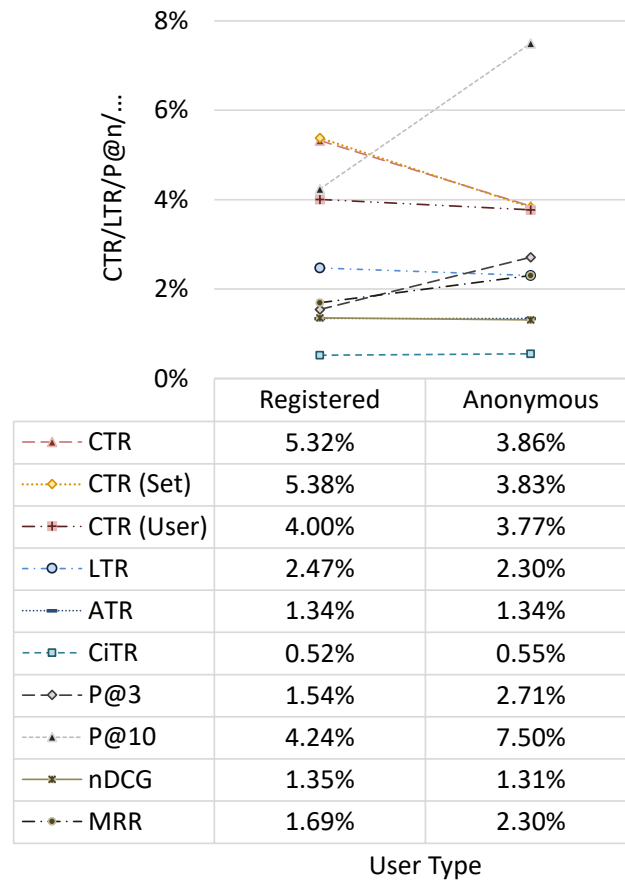 8%
6%
4%
2%
0%
CTR/LTR/P@n/...
Registered Anonymous
CTR 5.32% 3.86%
CTR (Set) 5.38% 3.83%
CTR (User) 4.00% 3.77%
LTR 2.47% 2.30%
ATR 1.34% 1.34%
CiTR 0.52% 0.55%
P@3 1.54% 2.71%
P@10 4.24% 7.50%
nDCG 1.35% 1.31%
MRR 1.69% 2.30%
User Type